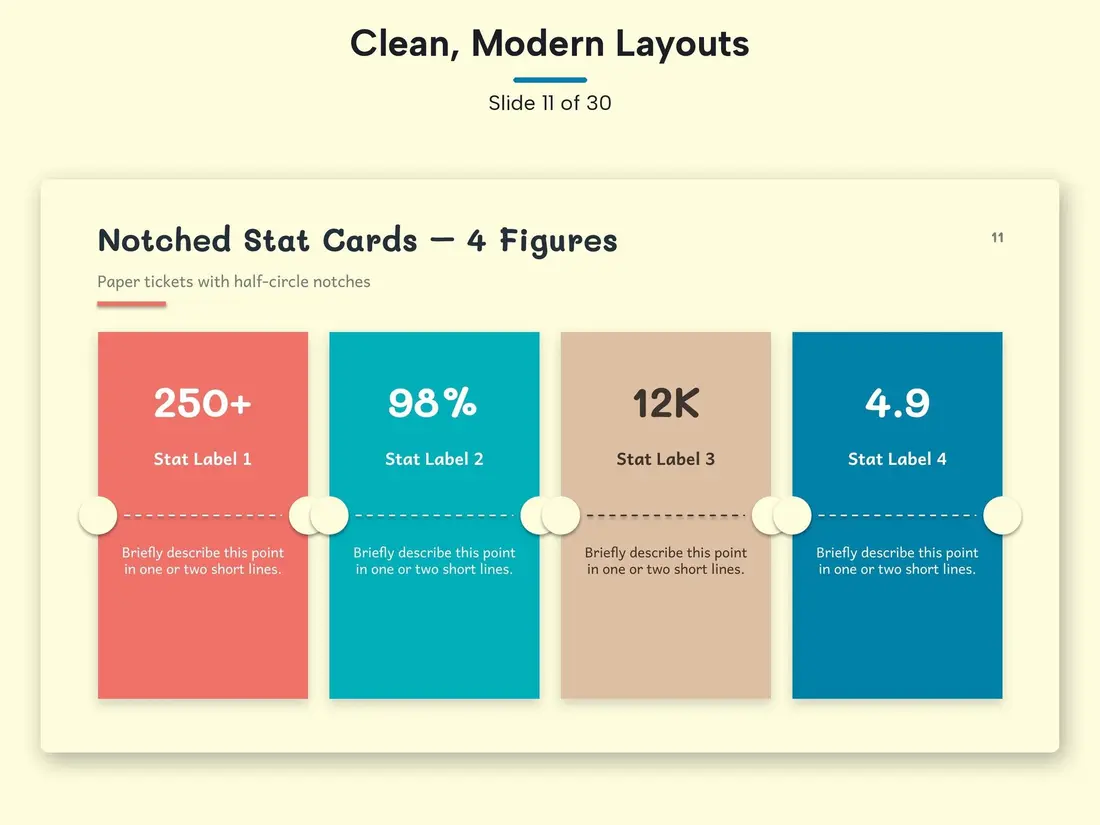 Clean, Modern Layouts
Slide 11 of 30
Notched Stat Cards — 4 Figures
11
Paper tickets with half-circle notches
250+
Stat Label 1
Briefly describe this point
in one or two short lines.
98%
Stat Label 2
Briefly describe this point
in one or two short lines.
12K
Stat Label 3
Briefly describe this point
in one or two short lines.
4.9
Stat Label 4
Briefly describe this point
in one or two short lines.